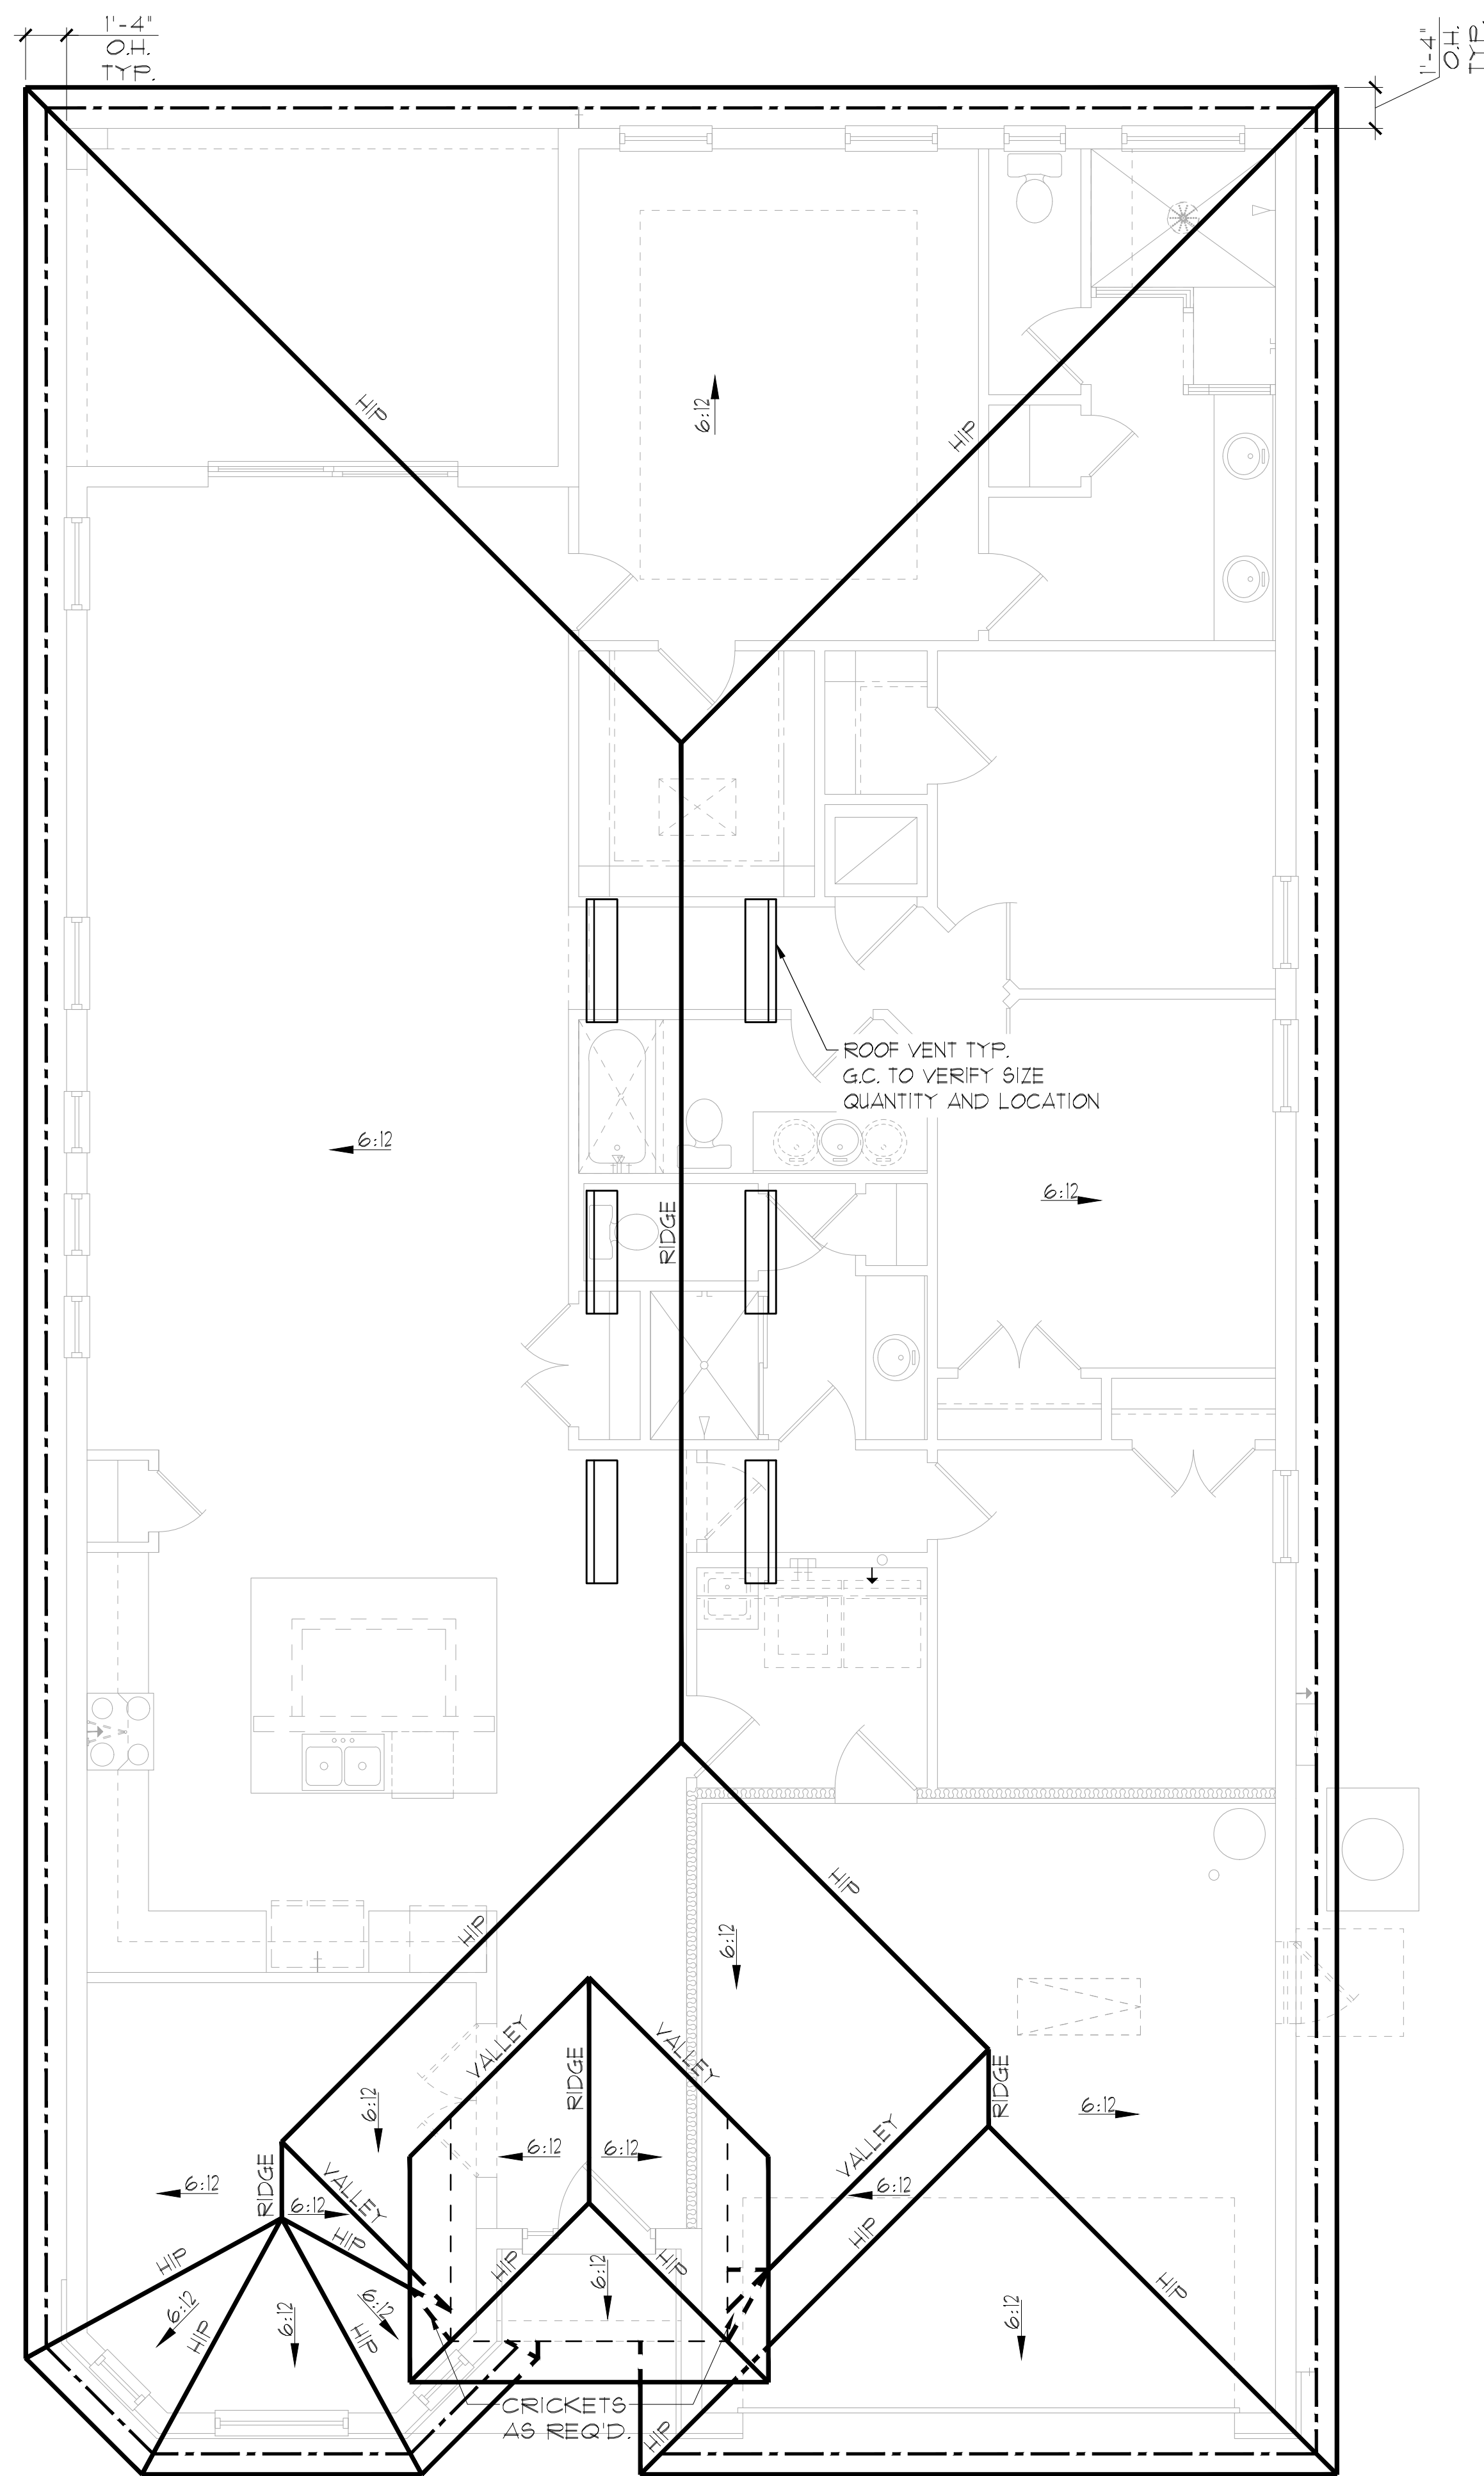 1'-4"
O.H.
TYP.
1'-4"
O.H.
TYP.
HIP
6:12
HIP
ROOF VENT TYP.
G.C. TO VERIFY SIZE
QUANTITY AND LOCATION
6:12
RIDGE
6:12
HIP
HIP
6:12
VALLEY
RIDGE
VALLEY
RIDGE
6:12
6:12
6:12
6:12
VALLEY
RIDGE
VALLEY
6:12
6:12
6:12
HIP
HIP
HIP
HIP
HIP
6:12
6:12
6:12
6:12
6:12
HIP
HIP
HIP
CRICKETS
AS REQ'D.
HIP